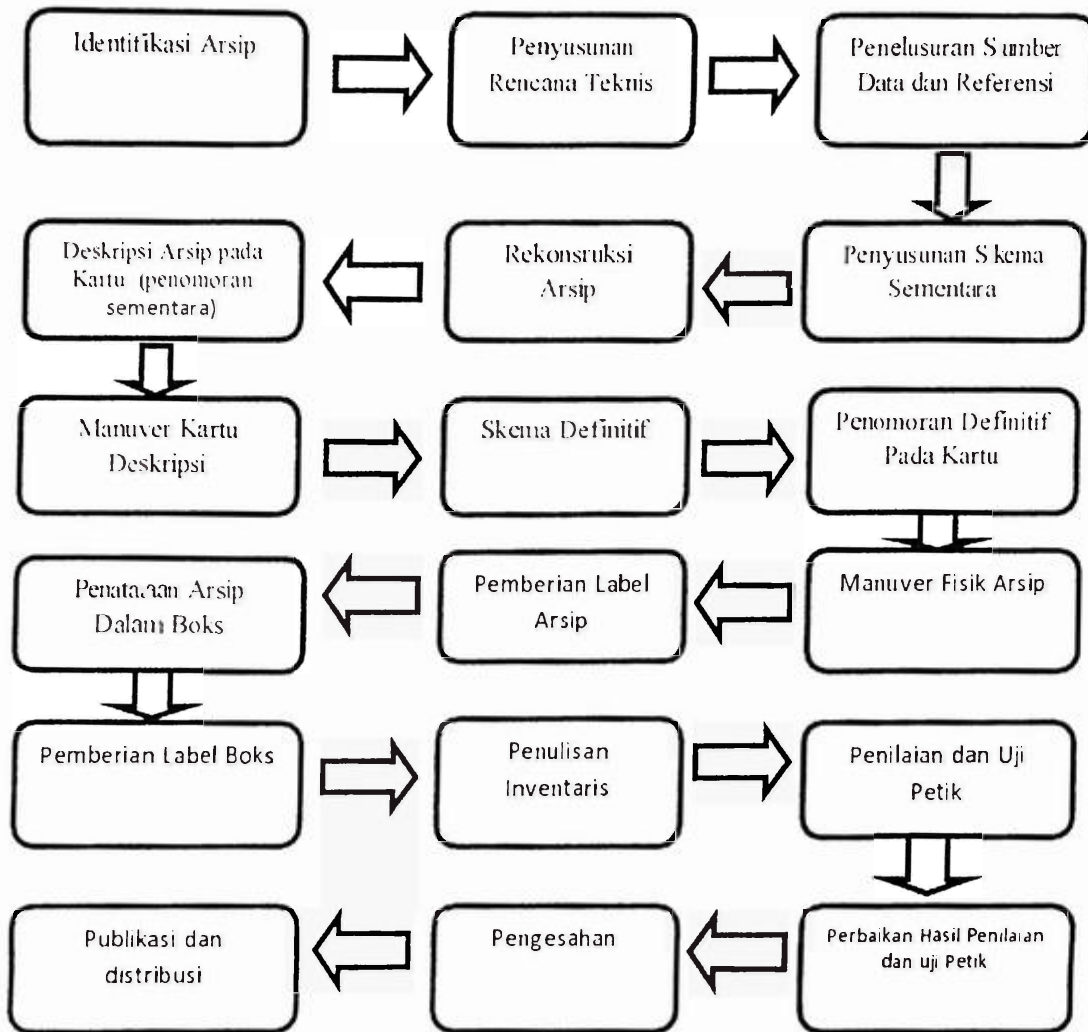 Identifikasi Arsip
Penyusunan
Rencana Teknis
Penelusuran Sumber
Data dan Referensi
Penyusunan Skema
Sementara
Rekonsruksi
Arsip
Deskripsi Arsip pada
Kartu (penomoran
sementara)
Manuver Kartu
Deskripsi
Skema Definitif
Penomoran Definitif
Pada Kartu
Manuver Fisik Arsip
Pemberian Label
Arsip
Penataaan Arsip
Dalam Boks
Pemberian Label Boks
Penulisan
Inventaris
Penilaian dan Uji
Petik
Perbaikan Hasil Penilaian
dan uji Petik
Pengesahan
Publikasi dan
distribusi